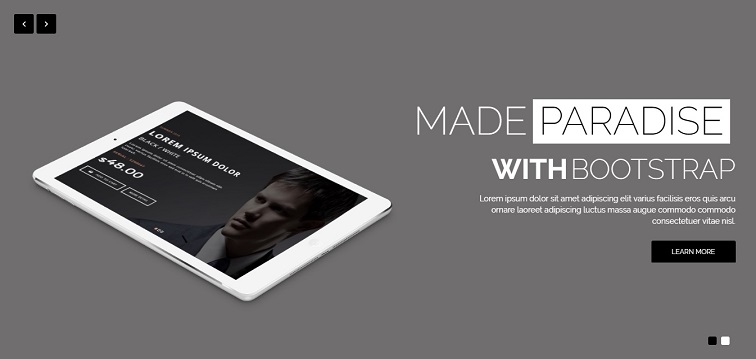 MADE PARADISE
WITH BOOTSTRAP
Lorem ipsum dolor sit amet adipiscing elit varius facilisis eros quis arcu
ornare laoreet adipiscing luctus massa augue commodo commodo
consectetuer vitae nisl.
LEARN MORE
LOREM IPSUM DOLOR
BLACK / WHITE
$48.00